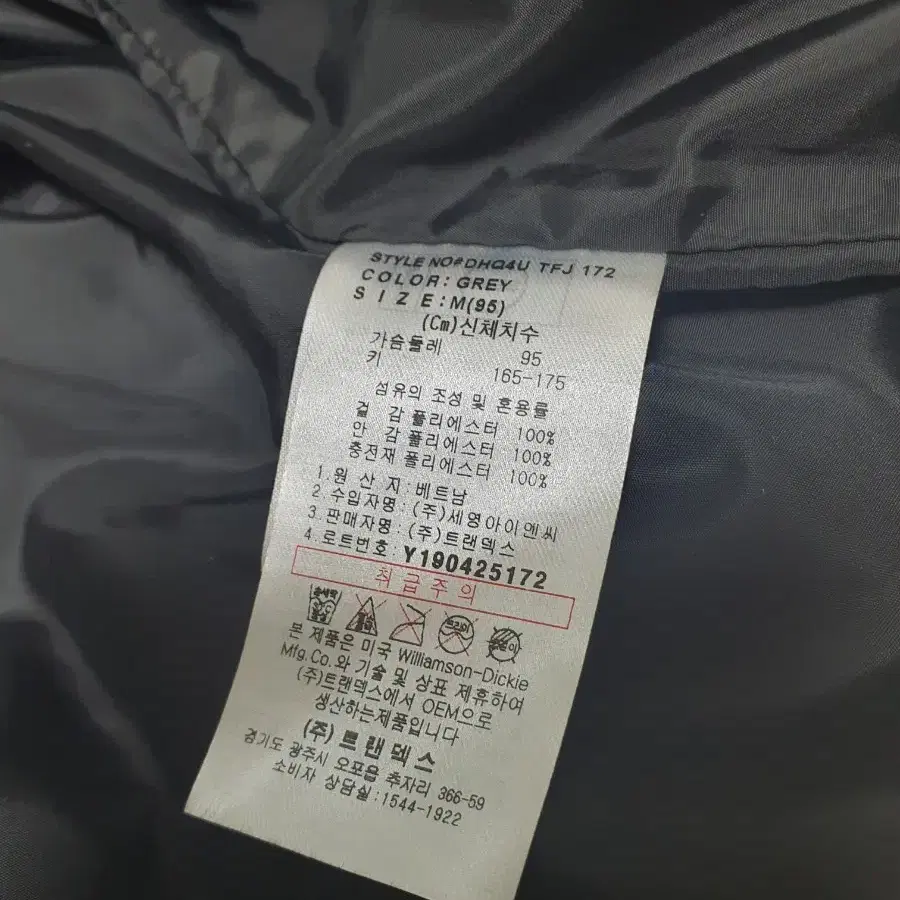 STYLE NO#DHQ4U TFJ 172
COLOR: GREY
SIZE:M(95)
(Cm)신체치수
가슴둘레 95
키 165-175
섬유의 조성 및 혼용률
겉 감 폴리에스터 100%
안 감 폴리에스터 100%
충전재 폴리에스터 100%
1.원 산 지:베트남
2.수입자명:(주)세영아이앤씨
3.판매자명:(주)트랜덱스
4.로트번호:Y190425172
취급주의
본 제품은 미국 Williamson-Dickie
Mfg.Co.와 기술 및 상표 제휴하여
(주)트랜덱스에서 OEM으로
생산하는제품입니다
(주)트랜덱스
경기도 광주시 오포읍 추자리 366-59
소비자 상담실:1544-1922